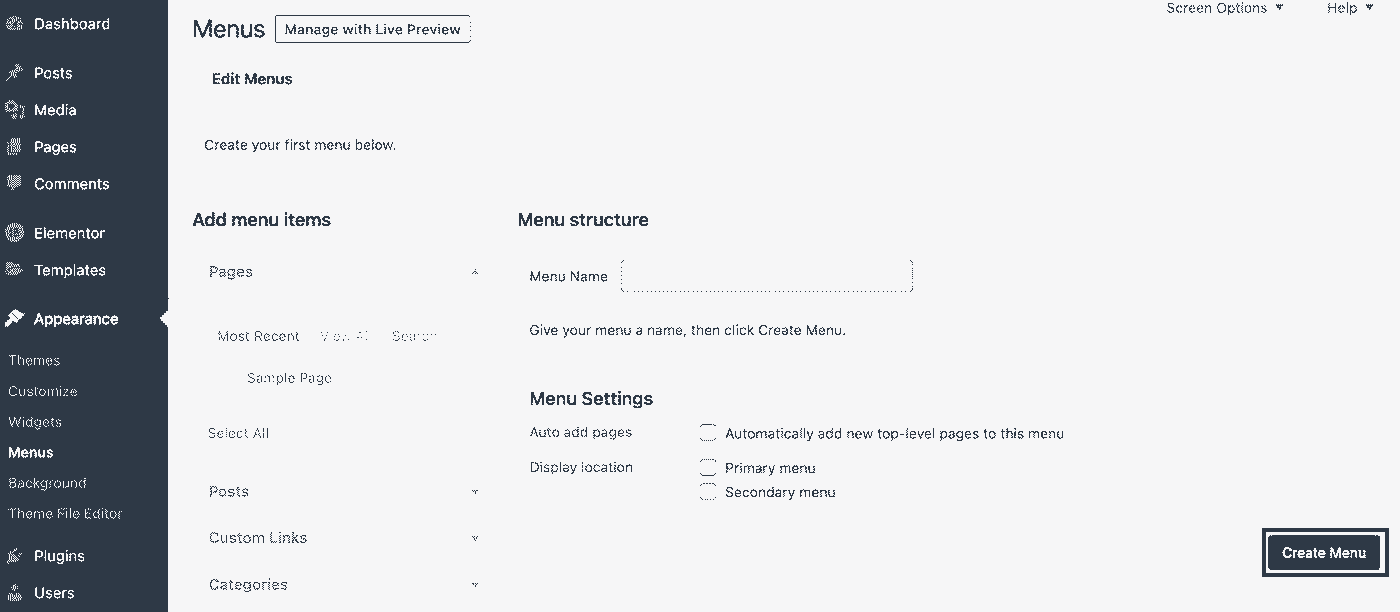 Dashboard
Posts
Media
Pages
Comments
Elementor
Templates
Appearance
Themes
Customize
Widgets
Menus
Background
Theme File Editor
Plugins
Users
Screen Options Help
Menus Manage with Live Preview
Edit Menus
Create your first menu below.
Add menu items
Pages
Most Recent View All Search
Sample Page
Select All
Posts
Custom Links
Categories
Menu structure
Menu Name
Give your menu a name, then click Create Menu.
Menu Settings
Auto add pages Automatically add new top-level pages to this menu
Display location Primary menu
Secondary menu
Create Menu